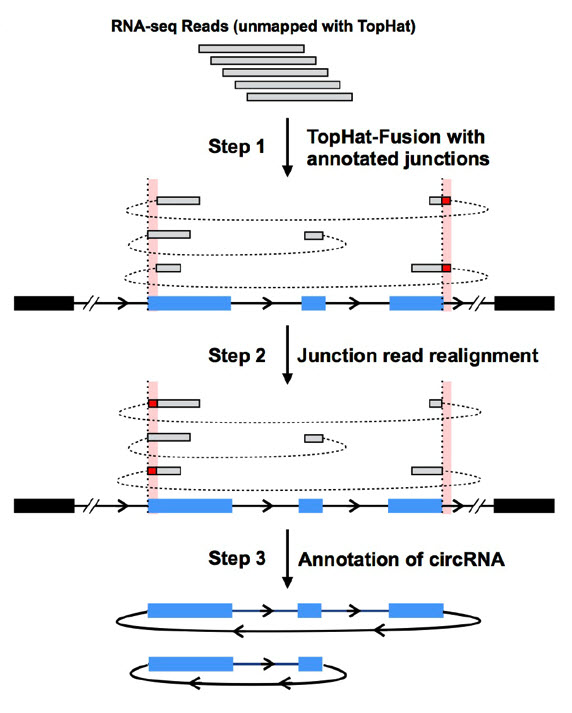 RNA-seq Reads (unmapped with TopHat)
Step 1
TopHat-Fusion with
annotated junctions
Step 2
Junction read realignment
Step 3
Annotation of circRNA